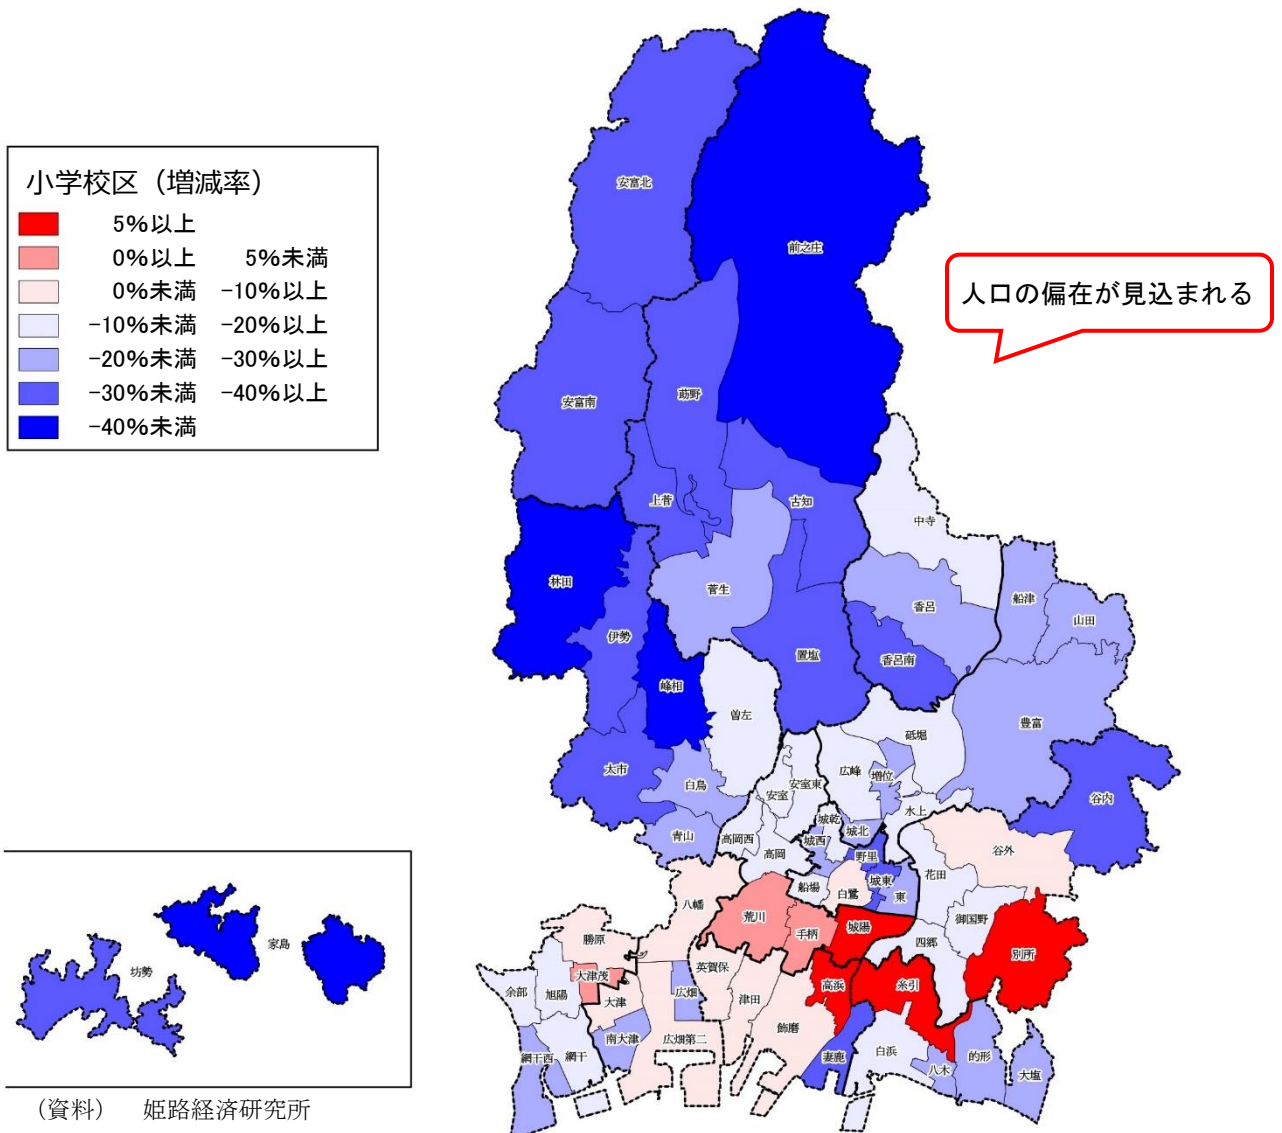 小学校区（増減率）
5%以上
0%以上　5%未満
0%未満　-10%以上
-10%未満　-20%以上
-20%未満　-30%以上
-30%未満　-40%以上
-40%未満
人口の偏在が見込まれる
安富北
前之庄
安富南
莇野
上菅
古知
中寺
林田
菅生
香呂
船津
山田
伊勢
置塩
香呂南
峰相
曽左
砥堀
豊富
太市
白鳥
安室
安室東
広峰
増位
水上
谷内
青山
高岡西
高岡
城乾
城西
城北
野里
谷外
船場
白鷺
城東
東
花田
八幡
荒川
手柄
城陽
御国野
四郷
別所
勝原
大津茂
英賀保
高浜
糸引
余部
旭陽
大津
広畑
津田
飾磨
網干西
網干
南大津
広畑第二
妻鹿
白浜
八木
的形
大塩
家島
坊勢
（資料）　姫路経済研究所